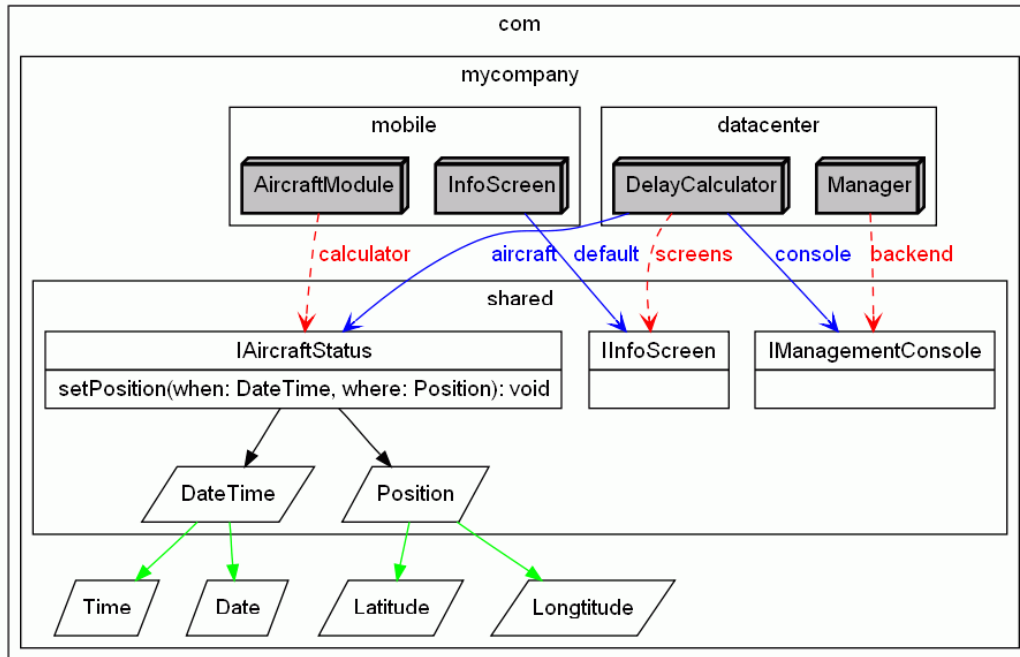 com
mycompany
mobile
datacenter
AircraftModule
InfoScreen
DelayCalculator
Manager
calculator
aircraft
default
screens
console
backend
shared
IAircraftStatus
IInfoScreen
IManagementConsole
setPosition(when: DateTime, where: Position): void
DateTime
Position
Time
Date
Latitude
Longtitude